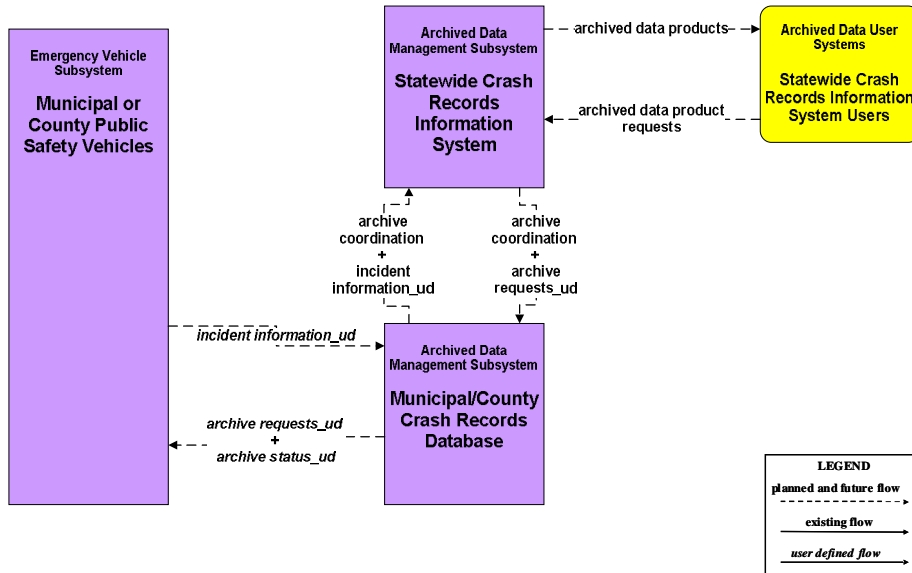 Emergency Vehicle
Subsystem
Municipal or
County Public
Safety Vehicles
Archived Data
Management Subsystem
Statewide Crash
Records
Information
System
archived data products
archived data product
requests
Archived Data User
Systems
Statewide Crash
Records Information
System Users
archive
coordination
+
incident
information_ud
archive
coordination
+
archive
requests_ud
incident information_ud
archive requests_ud
+
archive status_ud
Archived Data
Management Subsystem
Municipal/County
Crash Records
Database
LEGEND
planned and future flow
existing flow
user defined flow